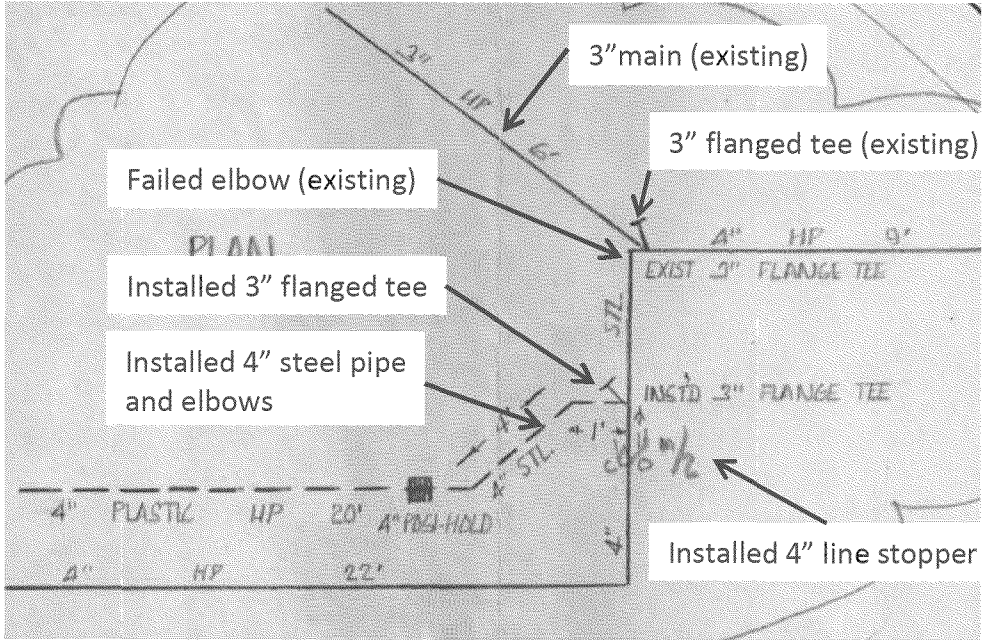 3" HP 6'
3"main (existing)
3" flanged tee (existing)
Failed elbow (existing)
PLAN
4" HP 9'
EXIST 3" FLANGE TEE
Installed 3" flanged tee
STL
Installed 4" steel pipe
and elbows
INST'D 3" FLANGE TEE
4'
1'
4" STL
4" PLASTIC HP 20' 4" POSI-HOLD
4"
Installed 4" line stopper
4" HP 22'